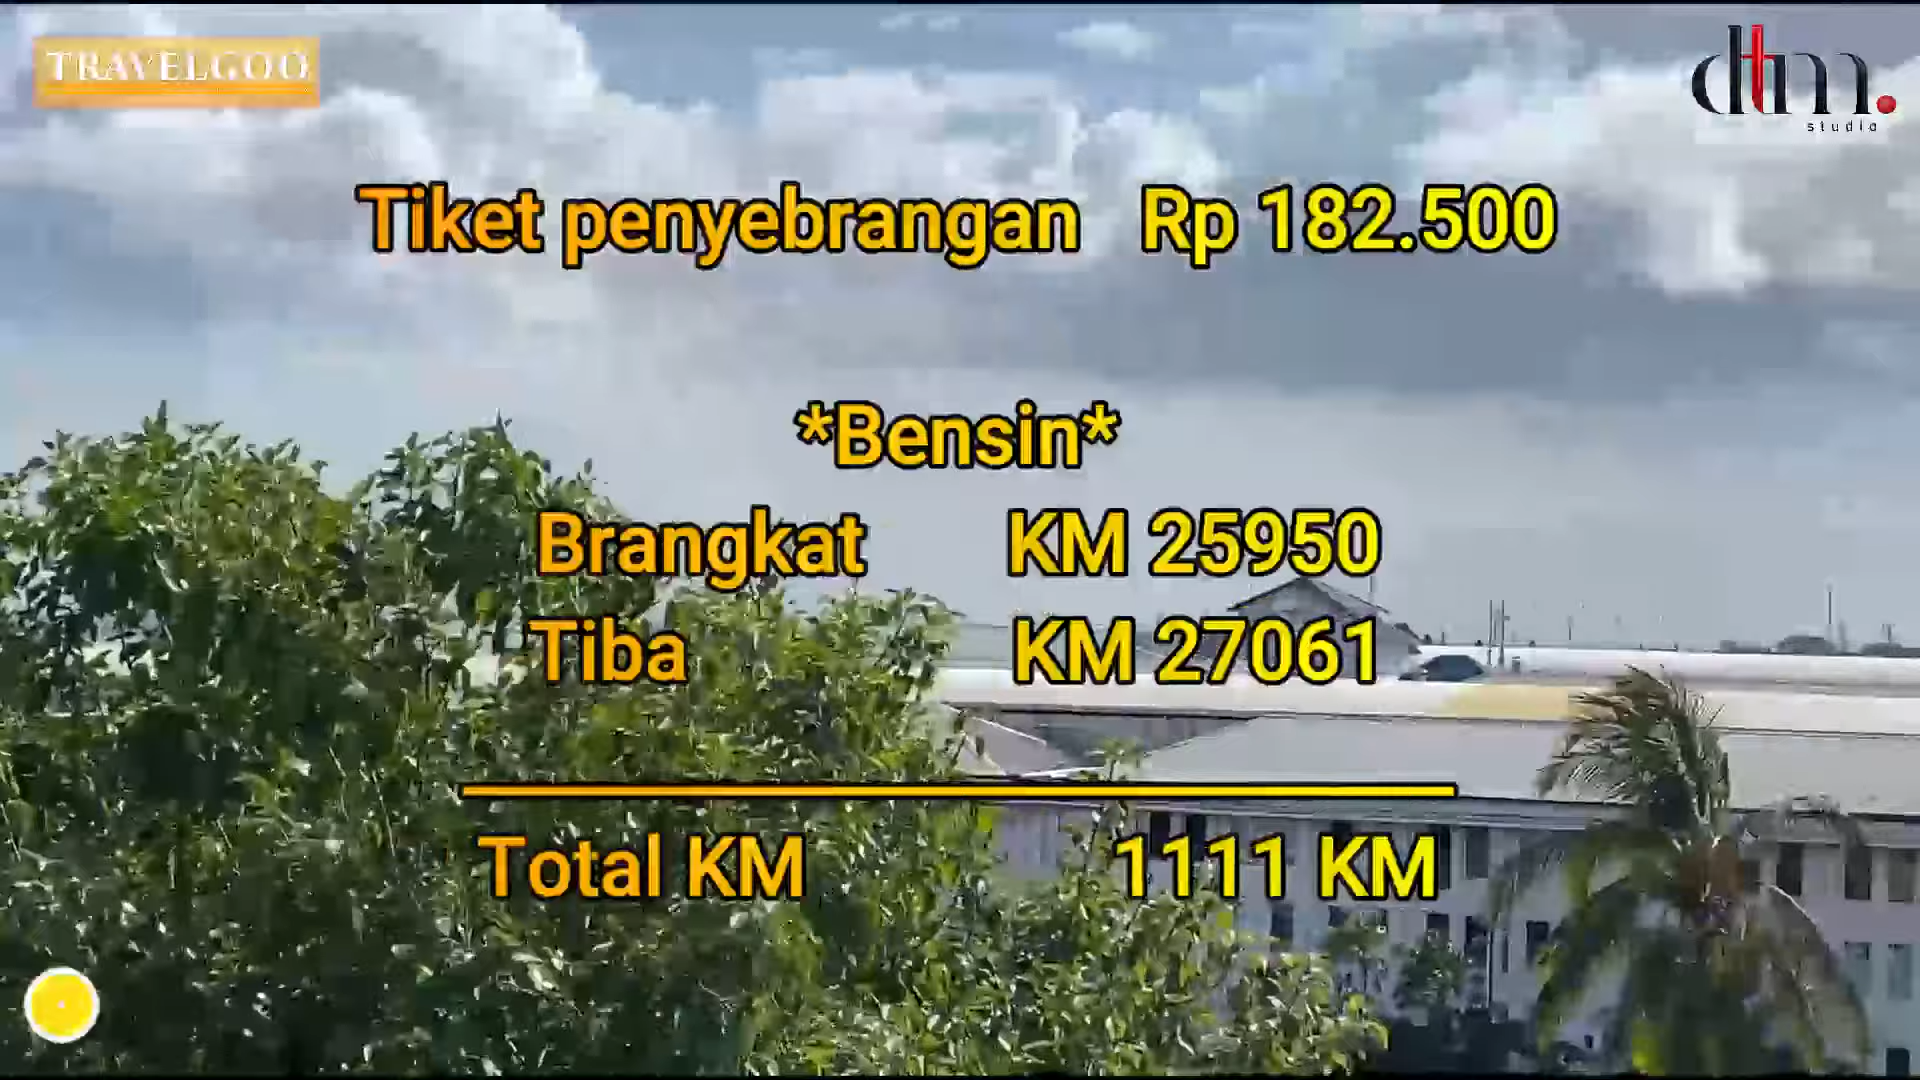 TRAVELGOO
dtm.
studio
Tiket penyebrangan Rp 182.500
*Bensin*
Brangkat KM 25950
Tiba KM 27061
Total KM 1111 KM